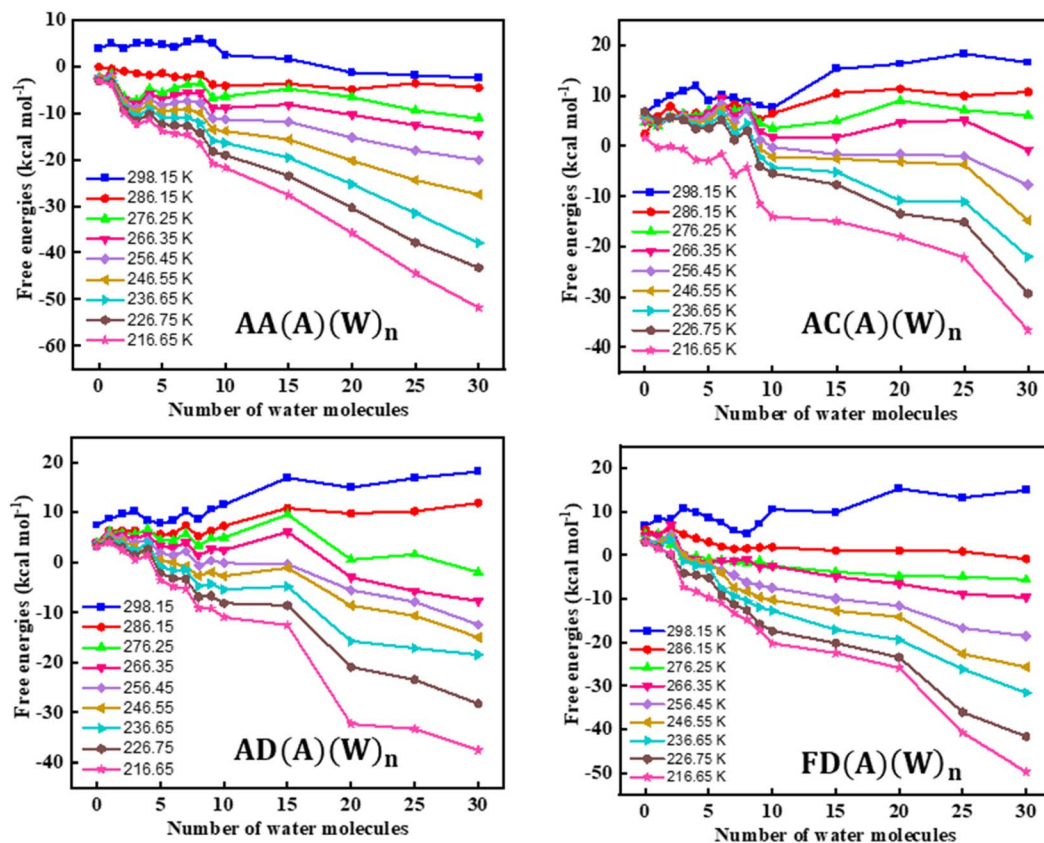 10
0
-10
-20
-30
-40
-50
-60
Free energies (kcal mol⁻¹)
298.15 K
286.15 K
276.25 K
266.35 K
256.45 K
246.55 K
236.65 K
226.75 K
216.65 K
AA(A)(W)n
0 5 10 15 20 25 30
Number of water molecules
20
10
0
-10
-20
-30
-40
Free energies (kcal mol⁻¹)
298.15 K
286.15 K
276.25 K
266.35 K
256.45 K
246.55 K
236.65 K
226.75 K
216.65 K
AC(A)(W)n
0 5 10 15 20 25 30
Number of water molecules
20
10
0
-10
-20
-30
-40
Free energies (kcal mol⁻¹)
298.15
286.15
276.25
266.35
256.45
246.55
236.65
226.75
216.65
AD(A)(W)n
0 5 10 15 20 25 30
Number of water molecules
20
10
0
-10
-20
-30
-40
-50
Free energies (kcal mol⁻¹)
298.15 K
286.15 K
276.25 K
266.35 K
256.45 K
246.55 K
236.65 K
226.75 K
216.65 K
FD(A)(W)n
0 5 10 15 20 25 30
Number of water molecules